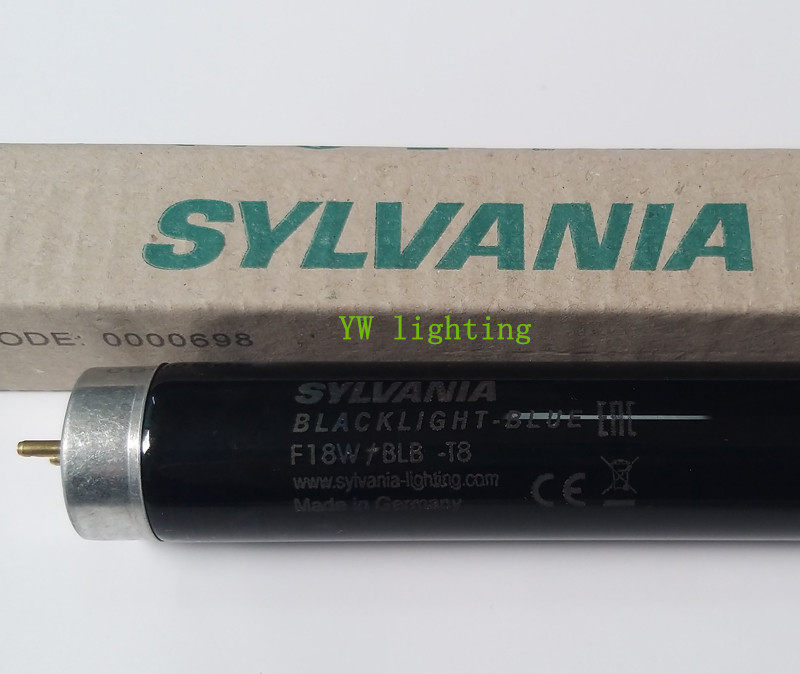 SYLVANIA
YW lighting
ODE: 0000698
SYLVANIA
BLACKLIGHT-BLUE EAC
F18W/BLB -T8
www.sylvania-lighting.com
CE
Made in Germany